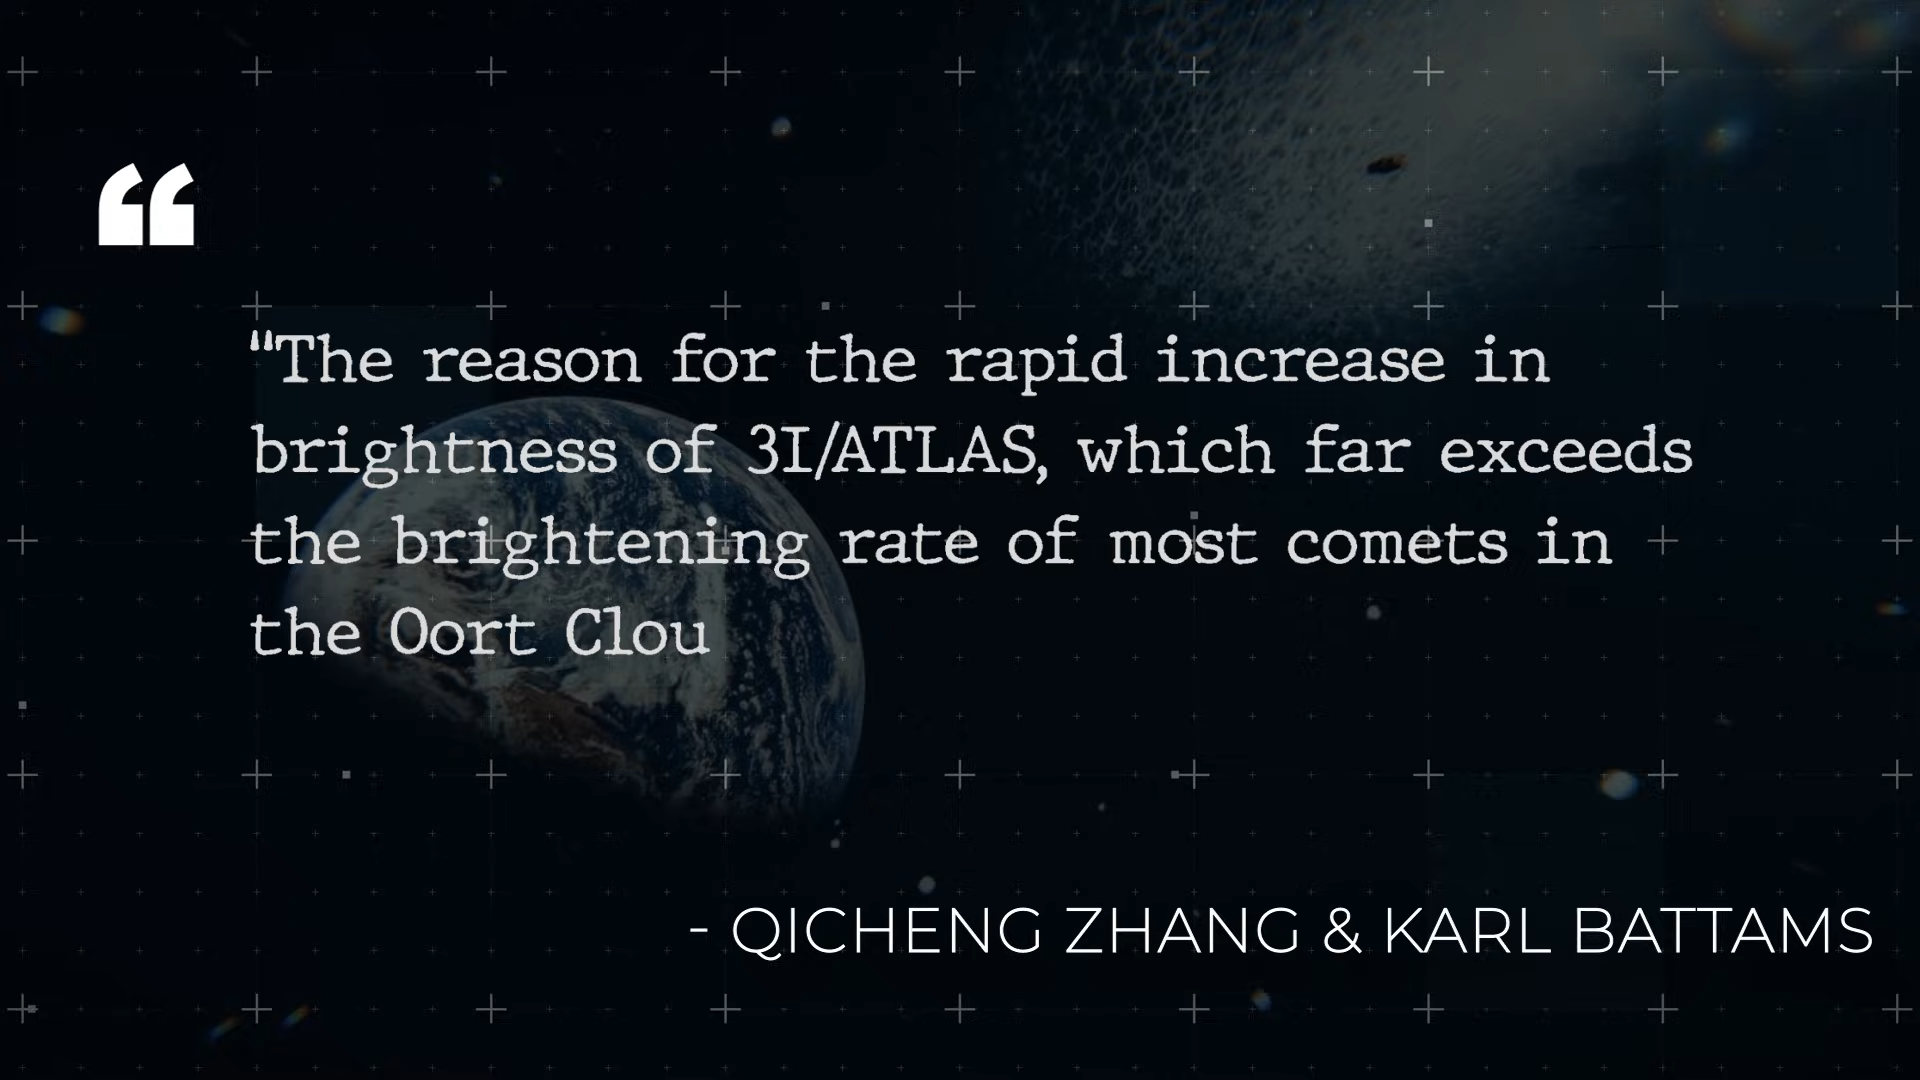 “
"The reason for the rapid increase in
brightness of 3I/ATLAS, which far exceeds
the brightening rate of most comets in
the Oort Clou
- QICHENG ZHANG & KARL BATTAMS